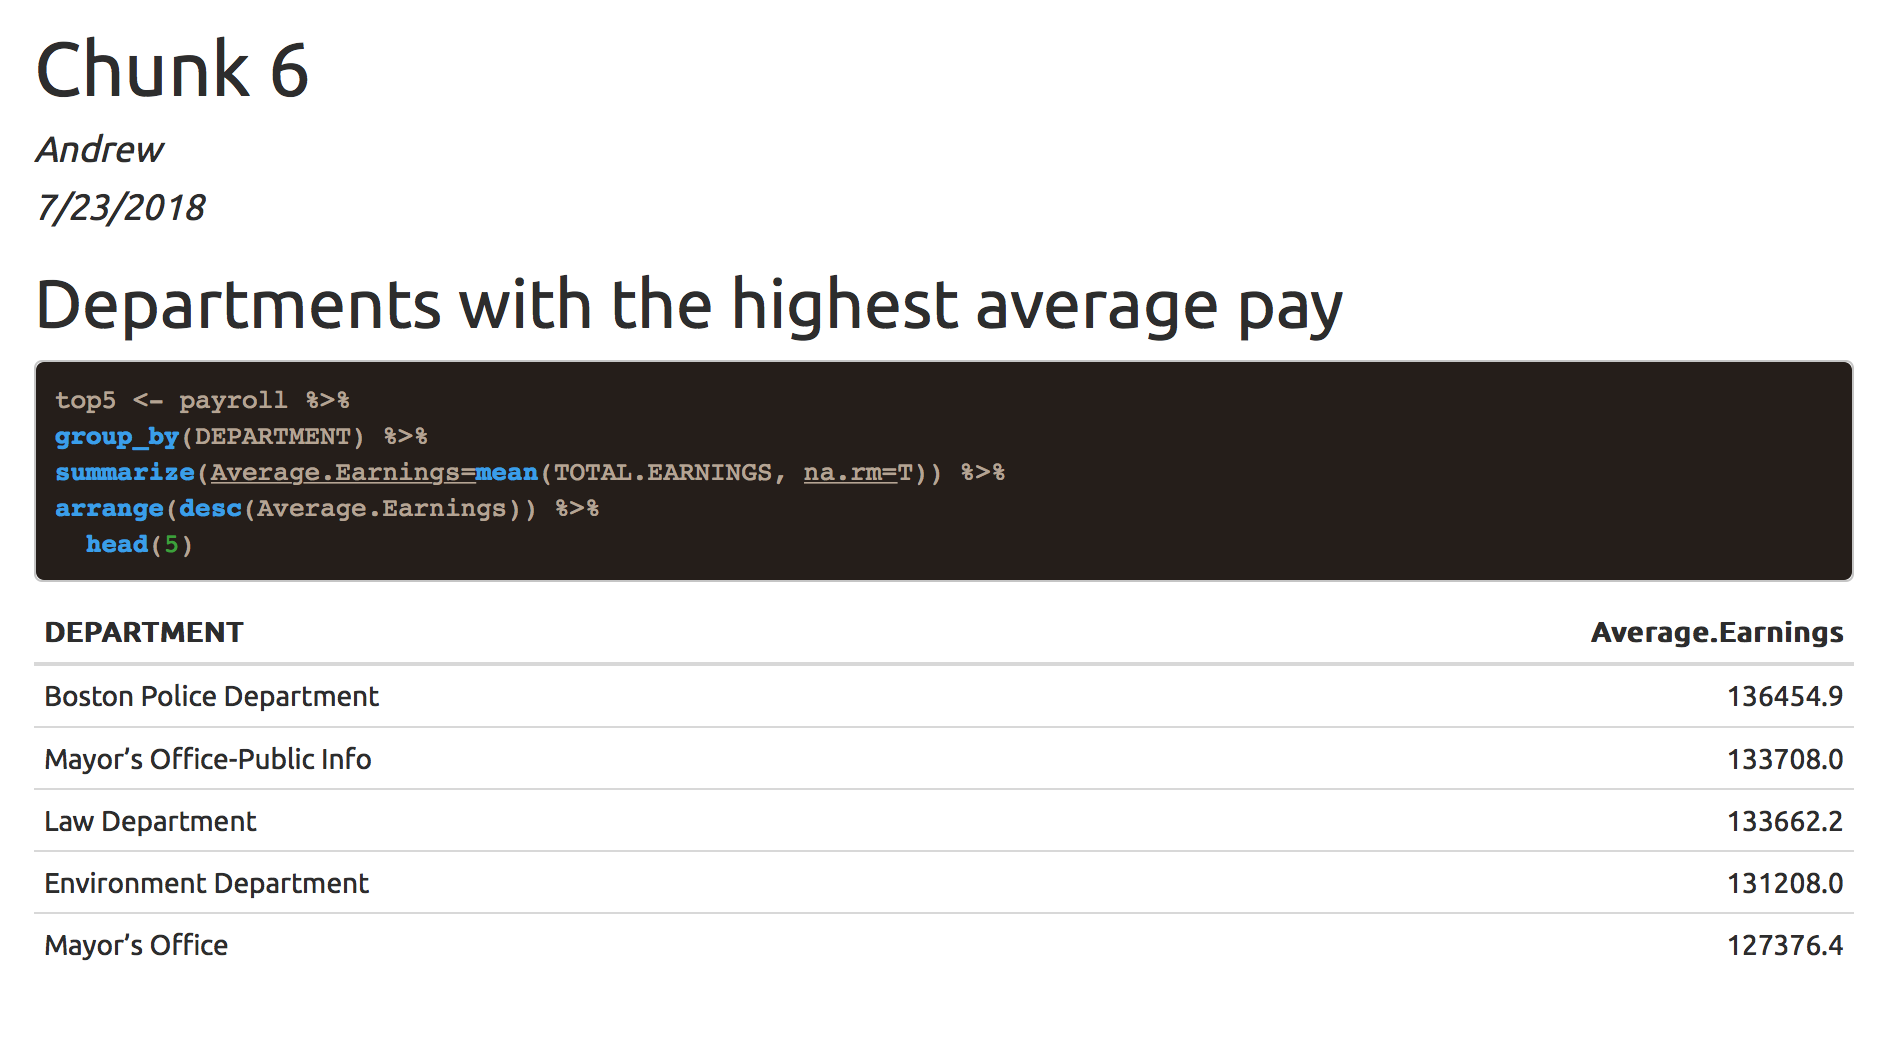 Chunk 6
Andrew
7/23/2018
Departments with the highest average pay
top5 <- payroll %>%
group_by(DEPARTMENT) %>%
summarize(Average.Earnings=mean(TOTAL.EARNINGS, na.rm=T)) %>%
arrange(desc(Average.Earnings)) %>%
  head(5)
DEPARTMENT Average.Earnings
Boston Police Department 136454.9
Mayor’s Office-Public Info 133708.0
Law Department 133662.2
Environment Department 131208.0
Mayor’s Office 127376.4